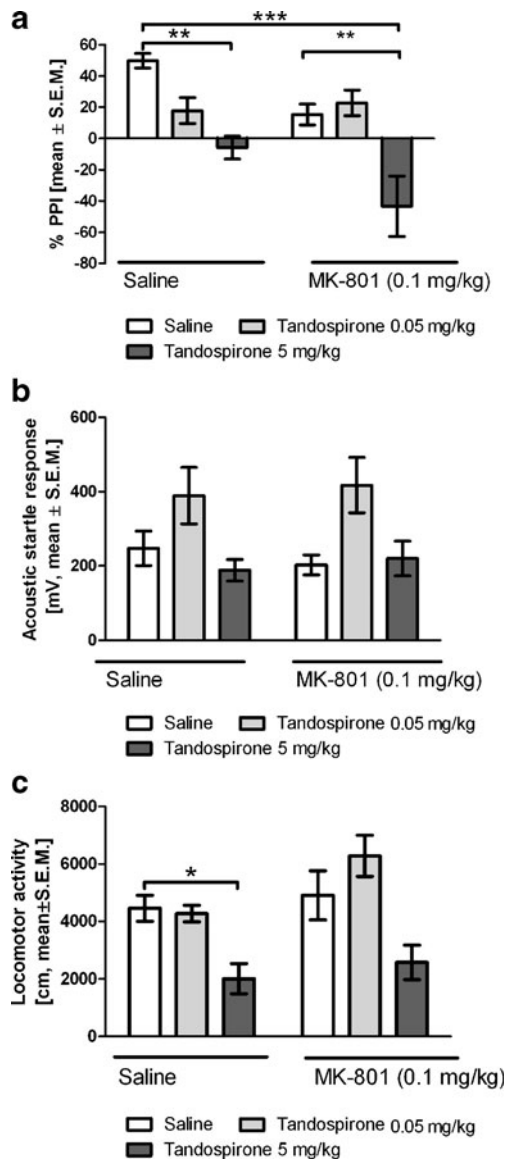 a
***
** **
% PPI [mean ± S.E.M.]
60
40
20
0
-20
-40
-60
-80
Saline MK-801 (0.1 mg/kg)
Saline Tandospirone 0.05 mg/kg
Tandospirone 5 mg/kg
b
Acoustic startle response
[mV, mean ± S.E.M.]
600
400
200
0
Saline MK-801 (0.1 mg/kg)
Saline Tandospirone 0.05 mg/kg
Tandospirone 5 mg/kg
c
*
Locomotor activity
[cm, mean±S.E.M.]
8000
6000
4000
2000
0
Saline MK-801 (0.1 mg/kg)
Saline Tandospirone 0.05 mg/kg
Tandospirone 5 mg/kg